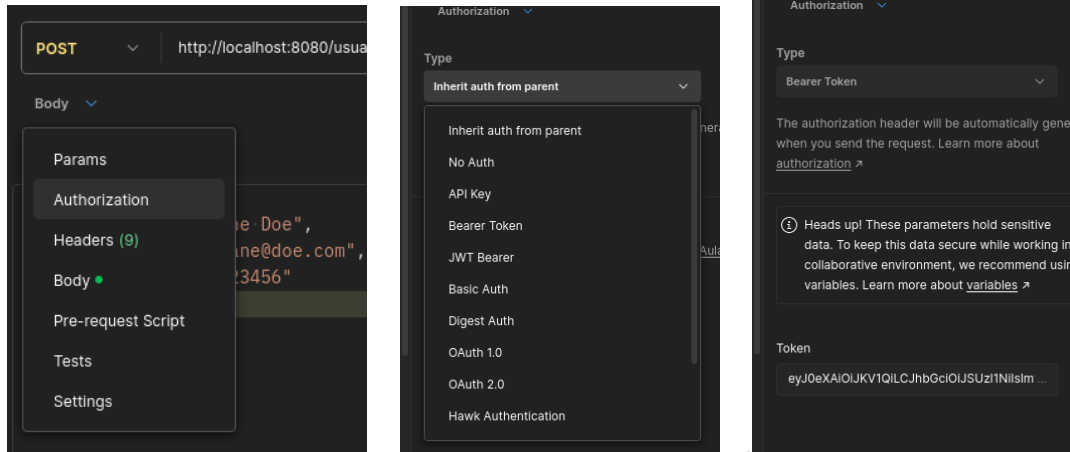 POST
http://localhost:8080/usua
Body
Params
Authorization
Headers (9)
Body
Pre-request Script
Tests
Settings
e Doe",
ne@doe.com",
23456"
Authorization
Type
Inherit auth from parent
Inherit auth from parent
No Auth
API Key
Bearer Token
JWT Bearer
Basic Auth
Digest Auth
OAuth 1.0
OAuth 2.0
Hawk Authentication
nera
Aula
Authorization
Type
Bearer Token
The authorization header will be automatically gene
when you send the request. Learn more about
authorization ↗
Heads up! These parameters hold sensitive
data. To keep this data secure while working in
collaborative environment, we recommend usin
variables. Learn more about variables ↗
Token
eyJ0eXAiOiJKV1QiLCJhbGciOiJSUzI1NiIsIm ...